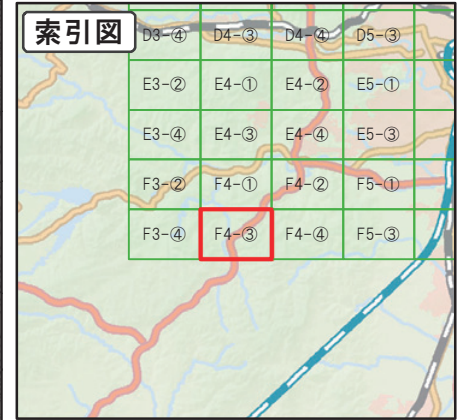 索引図
D3-④ D4-③ D4-④ D5-③
E3-② E4-① E4-② E5-①
E3-④ E4-③ E4-④ E5-③
F3-② F4-① F4-② F5-①
F3-④ F4-③ F4-④ F5-③